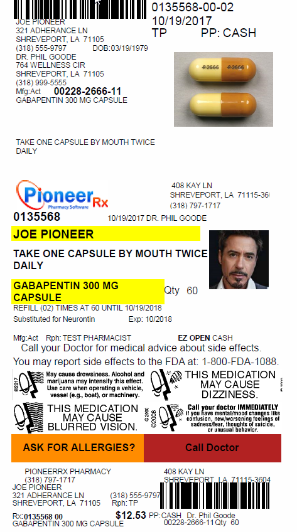 JOE PIONEER
321 ADHERANCE LN
SHREVEPORT, LA 71105
(318) 555-9797 DOB:03/19/1979
DR. PHIL GOODE
764 WELLNESS CIR
SHREVEPORT, LA 71105
(318) 999-5555
Mfg:Act 00228-2666-11
GABAPENTIN 300 MG CAPSULE
0135568-00-02
10/19/2017
TP PP: CASH
TAKE ONE CAPSULE BY MOUTH TWICE
DAILY
PioneerRx
Pharmacy Software
408 KAY LN
SHREVEPORT, LA 71115-36
(318) 797-1717
0135568 10/19/2017 DR. PHIL GOODE
JOE PIONEER
TAKE ONE CAPSULE BY MOUTH TWICE
DAILY
GABAPENTIN 300 MG
CAPSULE Qty 60
REFILL (02) TIMES AT 60 UNTIL 10/19/2018
Substituted for Neurontin Exp: 10/2018
Mfg:Act Rph: TEST PHARMACIST EZ OPEN CASH
Call your Doctor for medical advice about side effects.
You may report side effects to the FDA at: 1-800-FDA-1088.
May cause drowsiness. Alcohol and
marijuana may intensify this effect.
Use care when operating a vehicle,
vessel (e.g., boat), or machinery.
THIS MEDICATION
MAY CAUSE
DIZZINESS.
THIS MEDICATION
MAY CAUSE
BLURRED VISION.
Call your doctor IMMEDIATELY
if you have mental/mood changes like
confusion, new/worsening feelings of
sadness/fear, thoughts of suicide,
or unusual behavior.
ASK FOR ALLERGIES?
Call Doctor
PIONEERRX PHARMACY
(318) 797-1717
408 KAY LN
SHREVEPORT, LA 71115-3604
JOE PIONEER
321 ADHERANCE LN (318) 555-9797
SHREVEPORT, LA 71105 Rph: TP
Rx:0135568 00 $12.53 PP:CASH Dr. Phil Goode
GABAPENTIN 300 MG CAPSULE 00228-2666-11 Qty 60